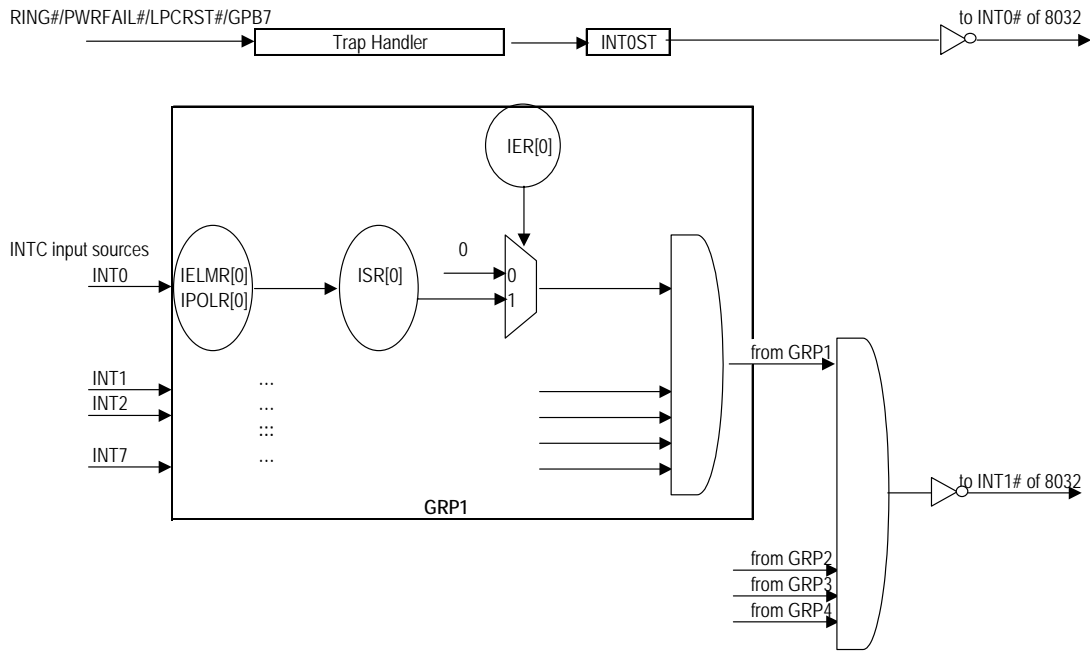 RING#/PWRFAIL#/LPCRST#/GPB7
Trap Handler
INT0ST
to INT0# of 8032
IER[0]
INTC input sources
INT0
IELMR[0]
IPOLR[0]
ISR[0]
0
0
1
from GRP1
INT1
...
INT2
...
:::
INT7
...
GRP1
to INT1# of 8032
from GRP2
from GRP3
from GRP4